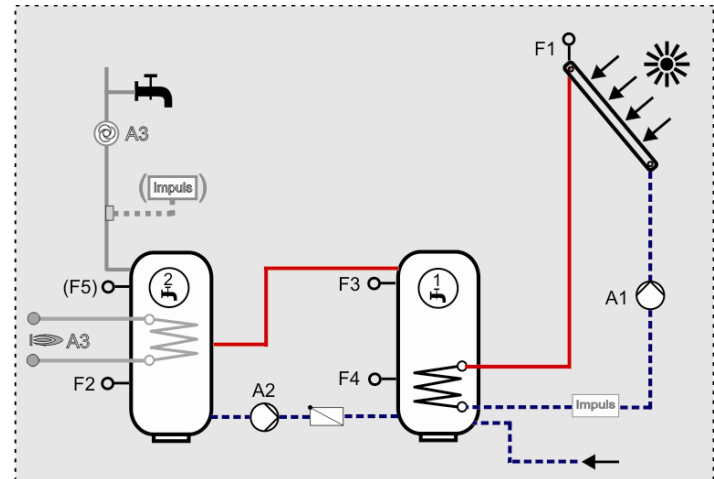 F1
A3
(Impuls)
(F5)
2
F3
1
A1
A3
F2
F4
A2
Impuls